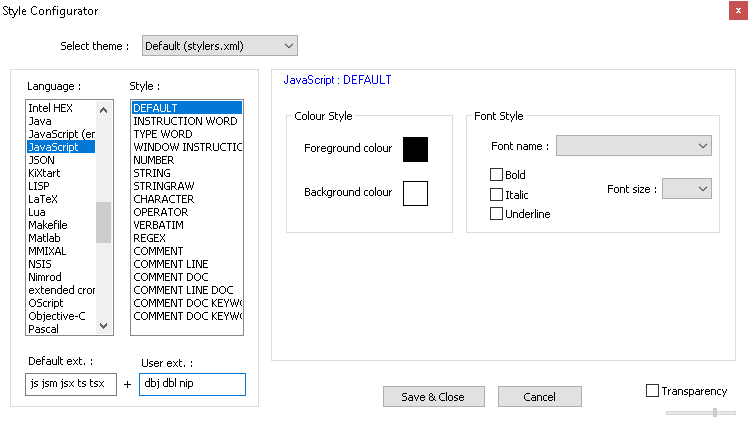 Style Configurator
x
Select theme :
Default (stylers.xml)
Language :
Style :
Intel HEX
Java
JavaScript (er
JavaScript
JSON
KiXtart
LISP
LaTeX
Lua
Makefile
Matlab
MMIXAL
NSIS
Nimrod
extended cror
OScript
Objective-C
Pascal
DEFAULT
INSTRUCTION WORD
TYPE WORD
WINDOW INSTRUCTIO
NUMBER
STRING
STRINGRAW
CHARACTER
OPERATOR
VERBATIM
REGEX
COMMENT
COMMENT LINE
COMMENT DOC
COMMENT LINE DOC
COMMENT DOC KEYWO
COMMENT DOC KEYWO
Default ext. :
User ext. :
js jsm jsx ts tsx
+
dbj dbl nip
JavaScript : DEFAULT
Colour Style
Foreground colour
Background colour
Font Style
Font name :
Bold
Italic
Underline
Font size :
Save & Close
Cancel
Transparency